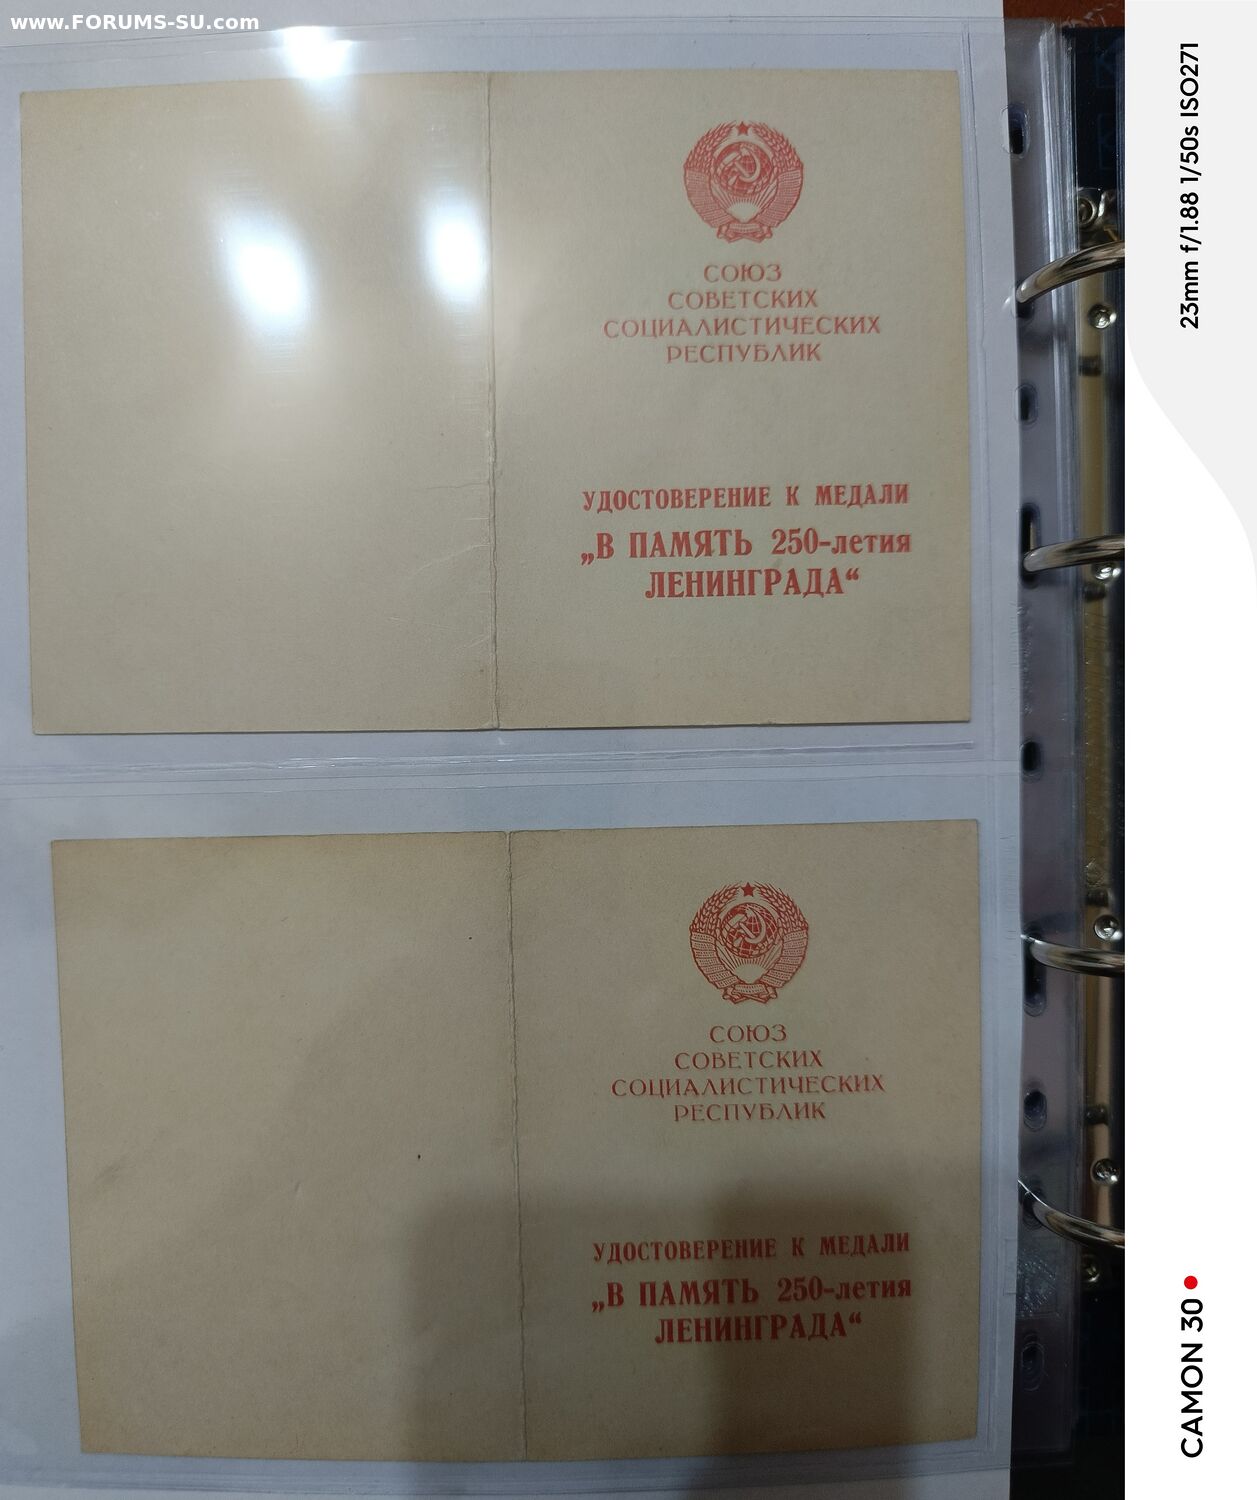 www.FORUMS-SU.com
СОЮЗ
СОВЕТСКИХ
СОЦИАЛИСТИЧЕСКИХ
РЕСПУБЛИК
УДОСТОВЕРЕНИЕ К МЕДАЛИ
„В ПАМЯТЬ 250-летия
ЛЕНИНГРАДА“
СОЮЗ
СОВЕТСКИХ
СОЦИАЛИСТИЧЕСКИХ
РЕСПУБЛИК
УДОСТОВЕРЕНИЕ К МЕДАЛИ
„В ПАМЯТЬ 250-летия
ЛЕНИНГРАДА“
23mm f/1.88 1/50s ISO271
CAMON 30